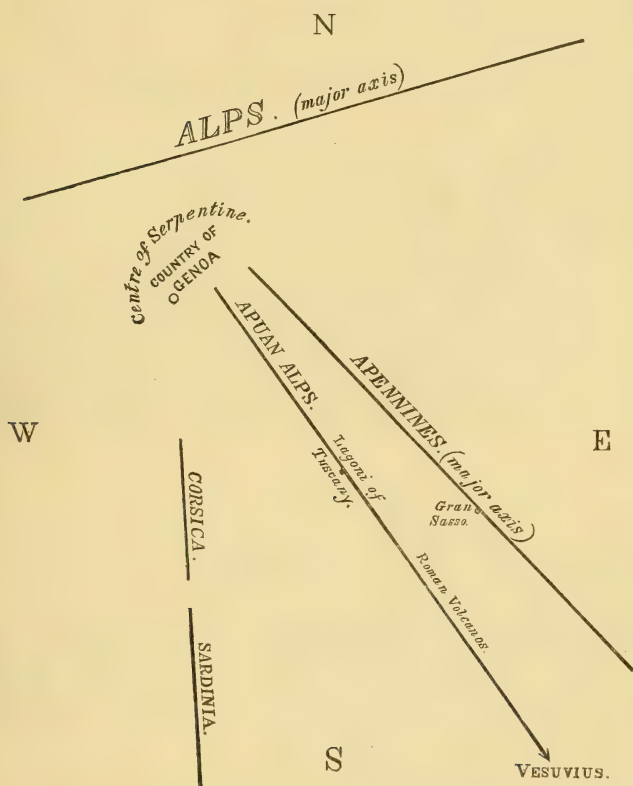 N
ALPS. (major axis)
Centre of Serpentine.
COUNTRY OF
GENOA
APUAN ALPS.
APENNINES. (major axis)
W
E
Lagoni of
Tuscany.
Gran
Sasso.
CORSICA.
Roman Volcanos.
SARDINIA.
S
VESUVIUS.